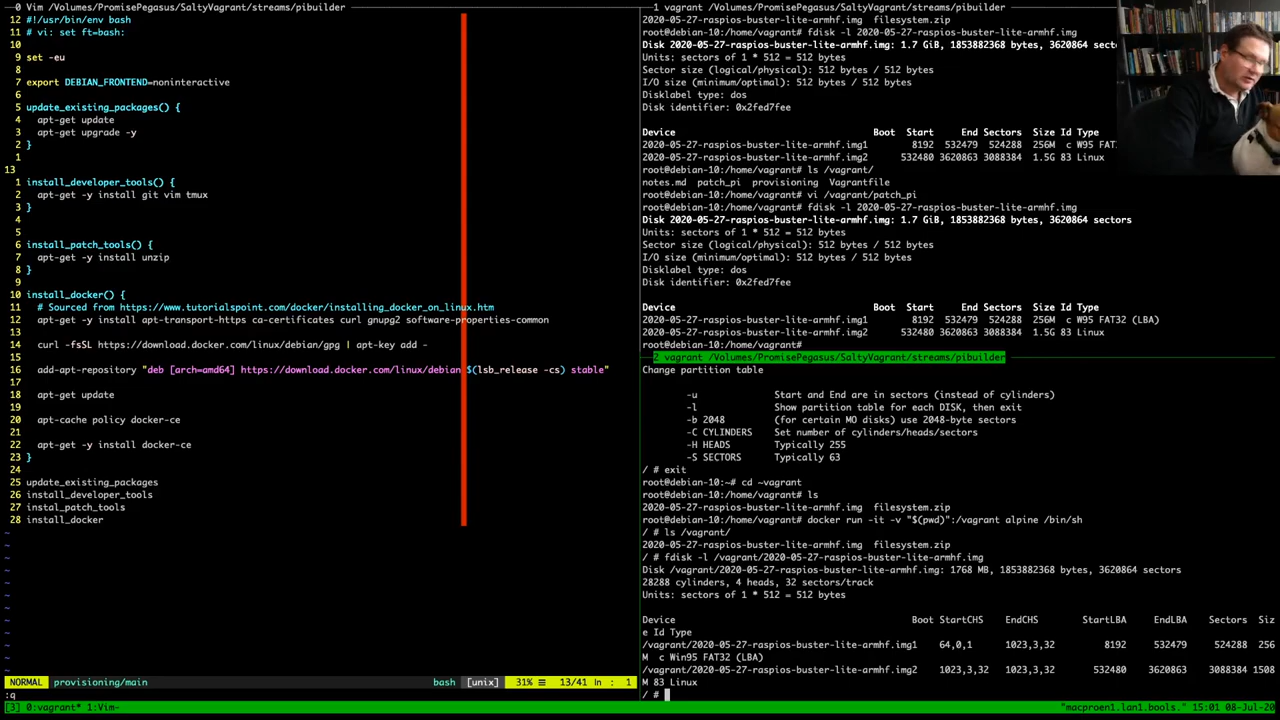 0 Vim /Volumes/PromisePegasus/SaltyVagrant/streams/pibuilder
12 #!/usr/bin/env bash
11 # vi: set ft=bash:
10
9 set -eu
8
7 export DEBIAN_FRONTEND=noninteractive
6
5 update_existing_packages() {
4 apt-get update
3 apt-get upgrade -y
2 }
1
13
1 install_developer_tools() {
2 apt-get -y install git vim tmux
3 }
4
5
6 install_patch_tools() {
7 apt-get -y install unzip
8 }
9
10 install_docker() {
11 # Sourced from https://www.tutorialspoint.com/docker/installing_docker_on_linux.htm
12 apt-get -y install apt-transport-https ca-certificates curl gnupg2 software-properties-common
13
14 curl -fsSL https://download.docker.com/linux/debian/gpg | apt-key add -
15
16 add-apt-repository "deb [arch=amd64] https://download.docker.com/linux/debian $(lsb_release -cs) stable"
17
18 apt-get update
19
20 apt-cache policy docker-ce
21
22 apt-get -y install docker-ce
23 }
24
25 update_existing_packages
26 install_developer_tools
27 instal_patch_tools
28 install_docker
~
~
~
~
~
~
~
~
~
~
~
~
NORMAL provisioning/main bash [unix] 31% ≡ 13/41 ln : 1
:q
1 vagrant /Volumes/PromisePegasus/SaltyVagrant/streams/pibuilder
2020-05-27-raspios-buster-lite-armhf.img filesystem.zip
root@debian-10:/home/vagrant# fdisk -l 2020-05-27-raspios-buster-lite-armhf.img
Disk 2020-05-27-raspios-buster-lite-armhf.img: 1.7 GiB, 1853882368 bytes, 3620864 sect
Units: sectors of 1 * 512 = 512 bytes
Sector size (logical/physical): 512 bytes / 512 bytes
I/O size (minimum/optimal): 512 bytes / 512 bytes
Disklabel type: dos
Disk identifier: 0x2fed7fee
Device Boot Start End Sectors Size Id Type
2020-05-27-raspios-buster-lite-armhf.img1 8192 532479 524288 256M c W95 FAT
2020-05-27-raspios-buster-lite-armhf.img2 532480 3620863 3088384 1.5G 83 Linux
root@debian-10:/home/vagrant# ls /vagrant/
notes.md patch_pi provisioning Vagrantfile
root@debian-10:/home/vagrant# vi /vagrant/patch_pi
root@debian-10:/home/vagrant# fdisk -l 2020-05-27-raspios-buster-lite-armhf.img
Disk 2020-05-27-raspios-buster-lite-armhf.img: 1.7 GiB, 1853882368 bytes, 3620864 sectors
Units: sectors of 1 * 512 = 512 bytes
Sector size (logical/physical): 512 bytes / 512 bytes
I/O size (minimum/optimal): 512 bytes / 512 bytes
Disklabel type: dos
Disk identifier: 0x2fed7fee
Device Boot Start End Sectors Size Id Type
2020-05-27-raspios-buster-lite-armhf.img1 8192 532479 524288 256M c W95 FAT32 (LBA)
2020-05-27-raspios-buster-lite-armhf.img2 532480 3620863 3088384 1.5G 83 Linux
root@debian-10:/home/vagrant#
2 vagrant /Volumes/PromisePegasus/SaltyVagrant/streams/pibuilder
Change partition table
-u Start and End are in sectors (instead of cylinders)
-l Show partition table for each DISK, then exit
-b 2048 (for certain MO disks) use 2048-byte sectors
-C CYLINDERS Set number of cylinders/heads/sectors
-H HEADS Typically 255
-S SECTORS Typically 63
/ # exit
root@debian-10:~# cd ~vagrant
root@debian-10:/home/vagrant# ls
2020-05-27-raspios-buster-lite-armhf.img filesystem.zip
root@debian-10:/home/vagrant# docker run -it -v "$(pwd)":/vagrant alpine /bin/sh
/ # ls /vagrant/
2020-05-27-raspios-buster-lite-armhf.img filesystem.zip
/ # fdisk -l /vagrant/2020-05-27-raspios-buster-lite-armhf.img
Disk /vagrant/2020-05-27-raspios-buster-lite-armhf.img: 1768 MB, 1853882368 bytes, 3620864 sectors
28288 cylinders, 4 heads, 32 sectors/track
Units: sectors of 1 * 512 = 512 bytes
Device Boot StartCHS EndCHS StartLBA EndLBA Sectors Siz
e Id Type
/vagrant/2020-05-27-raspios-buster-lite-armhf.img1 64,0,1 1023,3,32 8192 532479 524288 256
M c Win95 FAT32 (LBA)
/vagrant/2020-05-27-raspios-buster-lite-armhf.img2 1023,3,32 1023,3,32 532480 3620863 3088384 1508
M 83 Linux
/ #
[3] 0:vagrant* 1:Vim- "macproen1.lan1.bools." 15:01 08-Jul-20